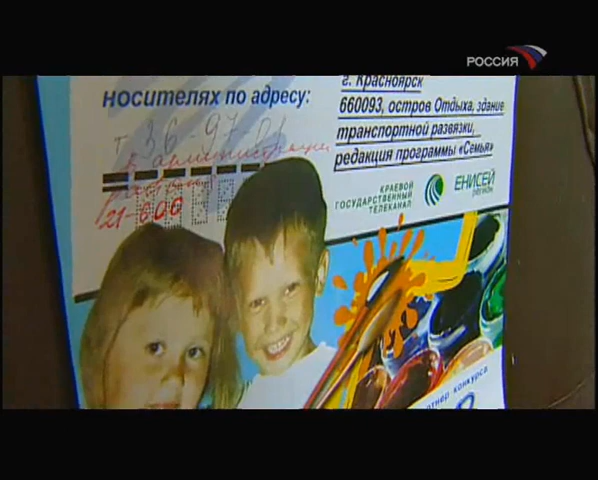 РОССИЯ
носителях по адресу:
г. Красноярск
660093, остров Отдыха, здание
транспортной развязки,
редакция программы «Семья»
т. 36-97-
в администрацию
21-600
КРАЕВОЙ
ГОСУДАРСТВЕННЫЙ
ТЕЛЕКАНАЛ
ЕНИСЕЙ
регион
конкурса